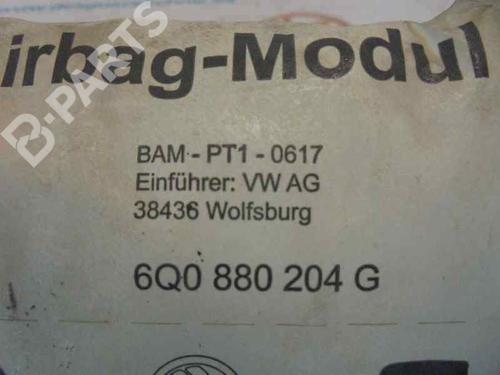 irbag-Modul
B-PARTS
BAM - PT1 - 0617
Einführer: VW AG
38436 Wolfsburg
6Q0 880 204 G